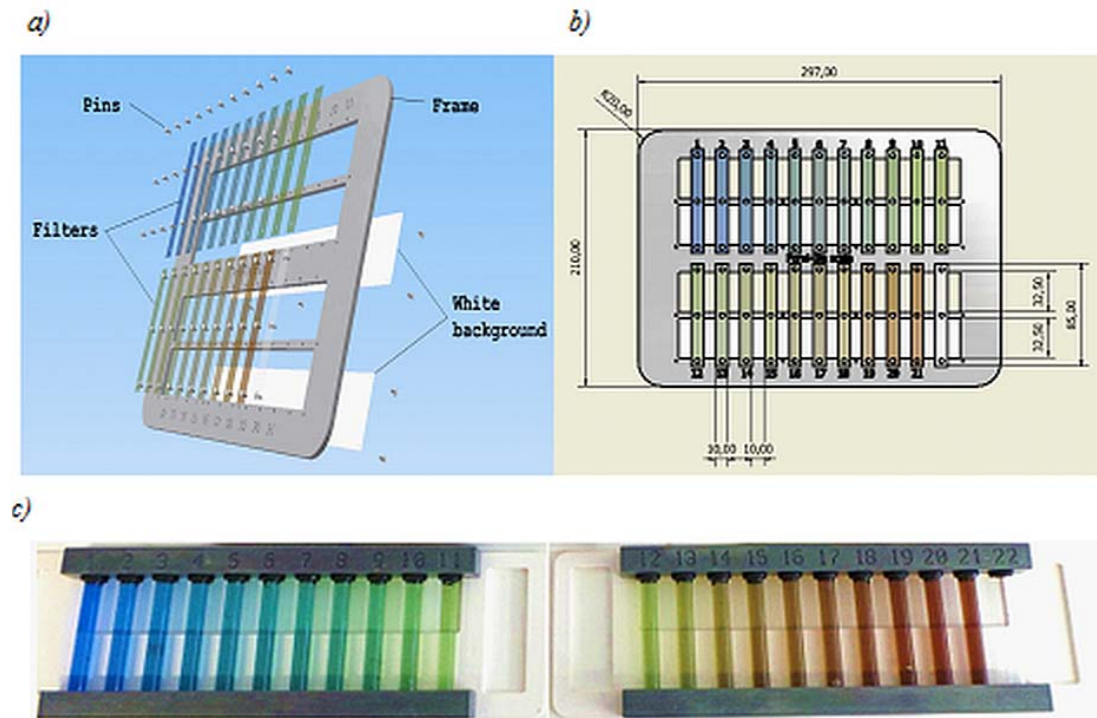 a)
Pins
Frame
Filters
White
background
b)
297,00
R20,00
210,00
1 2 3 4 5 6 7 8 9 10 11
32,50
32,50
85,00
12 13 14 15 16 17 18 19 20 21
10,00 10,00
c)
1 2 3 4 5 6 7 8 9 10 11
12 13 14 15 16 17 18 19 20 21 22